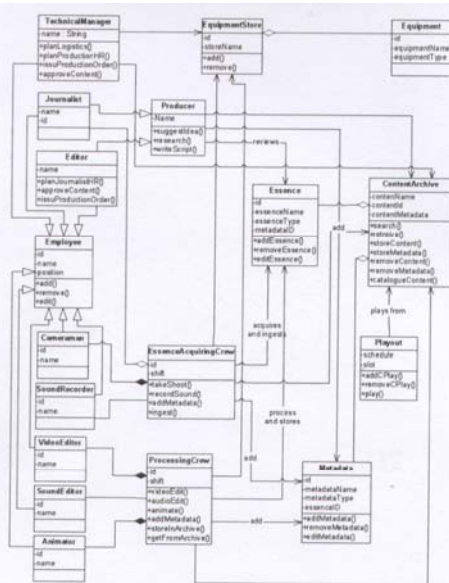 TechnicalManager
-name : String
+planLogistics()
+planProductionHR()
+issuProductionOrder()
+approveContent()
EquipmentStore
-id
-storeName
+add()
+remove()
Equipment
-id
-equipmentName
-equipmentType
Journalist
-name
-id
Producer
-Name
+suggestIdea()
+research()
+writeScript()
reviews
Editor
-name
+planJournalistHR()
+approveContent()
+issuProductionOrder()
Essence
-id
-essenceName
-essenceType
-metadataID
+addEssence()
+removeEssence()
+editEssence()
add
ContentArchive
-contenName
-contentId
-contentMetadata
+search()
+storeContent()
+storeMetadata()
+removeContent()
+removeMetadata()
+catalogueContent()
Employee
-id
-name
-position
+add()
+remove()
+edit()
plays from
Playout
-schedule
-slot
+addCPlay()
+removeCPlay()
+play()
Cameraman
-id
-name
acquires
and ingests
EssenceAcquiringCrew
-id
-shift
+takeShoot()
+recordSound()
+addMetadata()
+ingest()
SoundRecorder
-id
-name
process
and stores
VideoEditor
-id
-name
add
ProcessingCrew
-id
-shift
+videoEdit()
+audioEdit()
+animate()
+addMetadata()
+storeInArchive()
+getFromArchive()
SoundEditor
-id
-name
Metadata
-id
-metadataName
-metadataType
-essenceID
+addMetadata()
+removeMetadata()
+editMetadata()
add
Animator
-id
-name